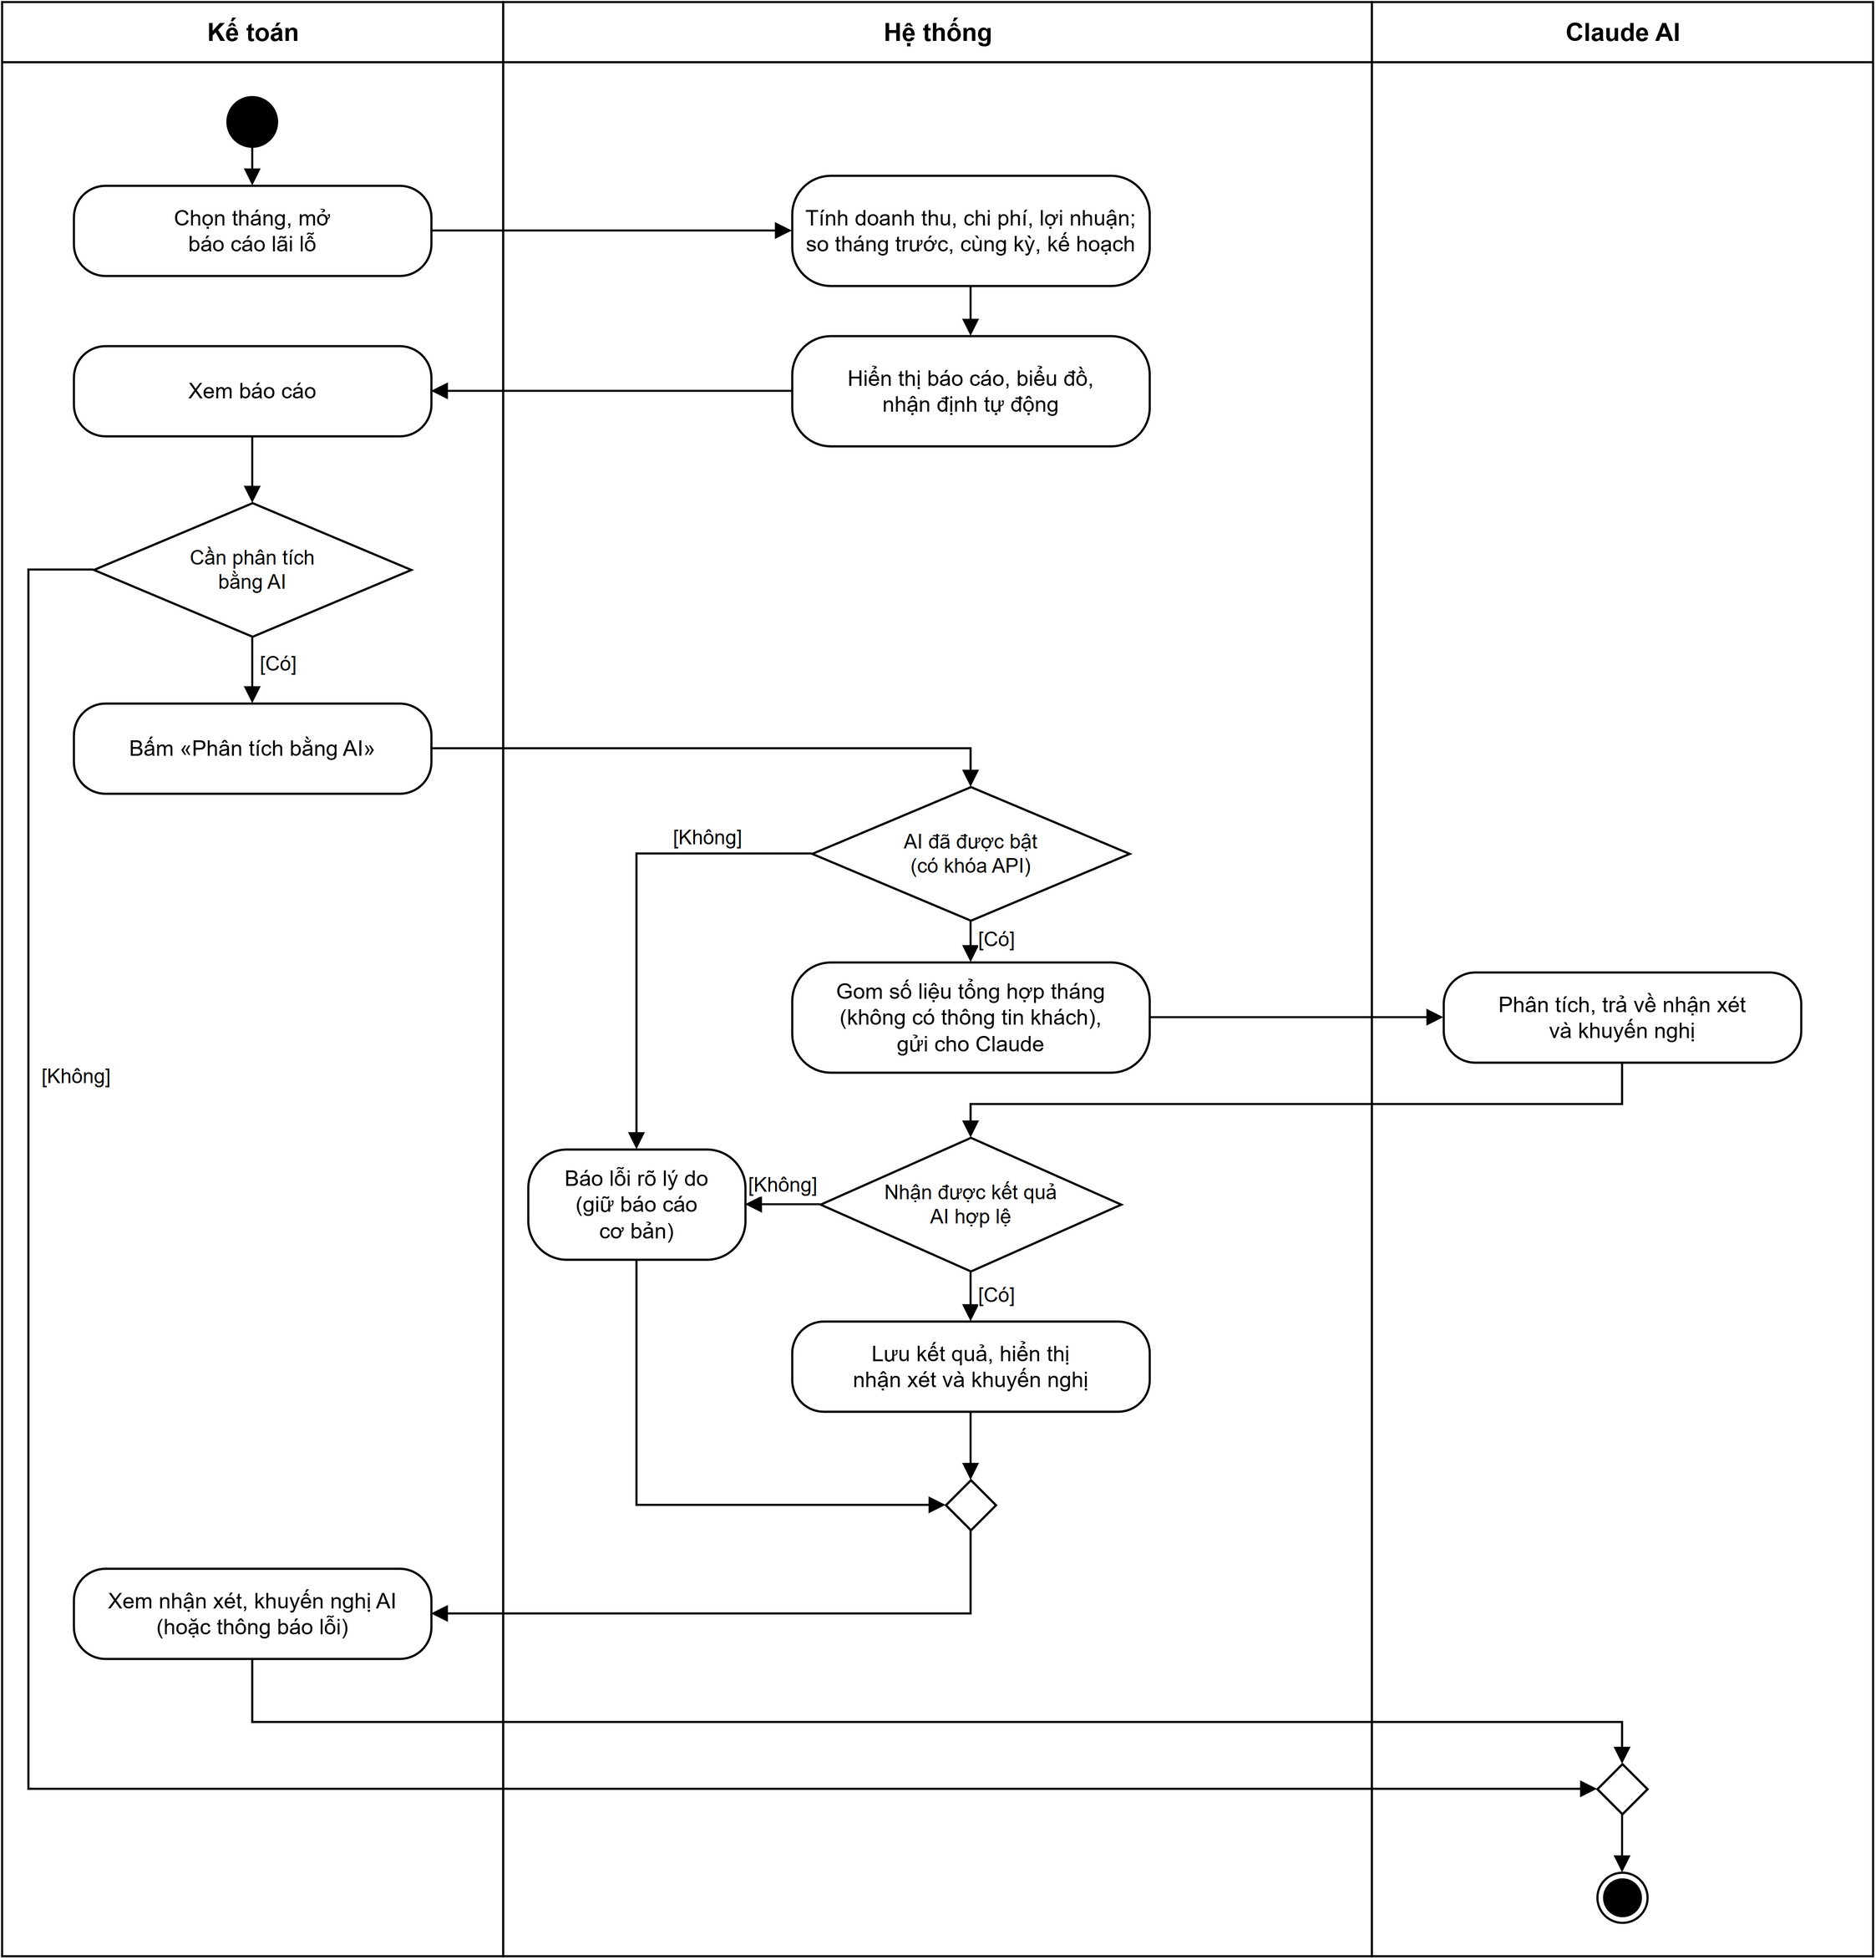 Kế toán
Hệ thống
Claude AI
Chọn tháng, mở
báo cáo lãi lỗ
Tính doanh thu, chi phí, lợi nhuận;
so tháng trước, cùng kỳ, kế hoạch
Xem báo cáo
Hiển thị báo cáo, biểu đồ,
nhận định tự động
Cần phân tích
bằng AI
[Có]
Bấm «Phân tích bằng AI»
[Không]
AI đã được bật
(có khóa API)
[Có]
Gom số liệu tổng hợp tháng
(không có thông tin khách),
gửi cho Claude
Phân tích, trả về nhận xét
và khuyến nghị
[Không]
Báo lỗi rõ lý do
(giữ báo cáo
cơ bản)
[Không]
Nhận được kết quả
AI hợp lệ
[Có]
Lưu kết quả, hiển thị
nhận xét và khuyến nghị
Xem nhận xét, khuyến nghị AI
(hoặc thông báo lỗi)